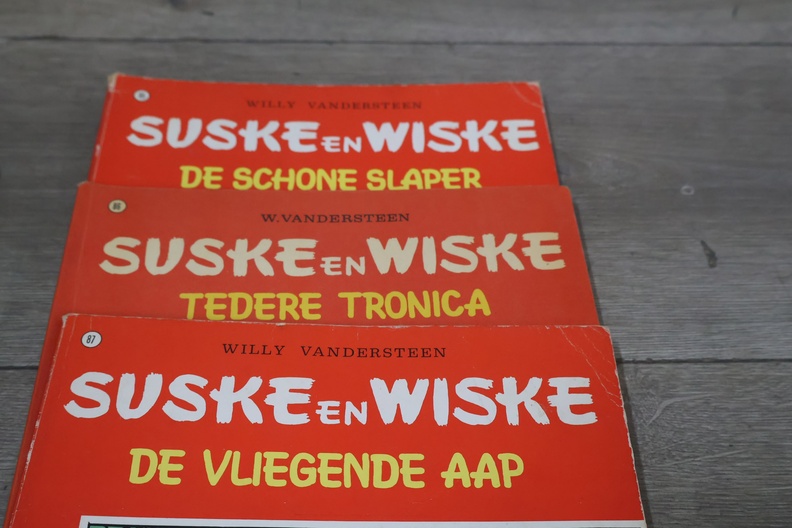 WILLY VANDERSTEEN
SUSKE EN WISKE
DE SCHONE SLAPER
86
W. VANDERSTEEN
SUSKE EN WISKE
TEDERE TRONICA
87
WILLY VANDERSTEEN
SUSKE EN WISKE
DE VLIEGENDE AAP